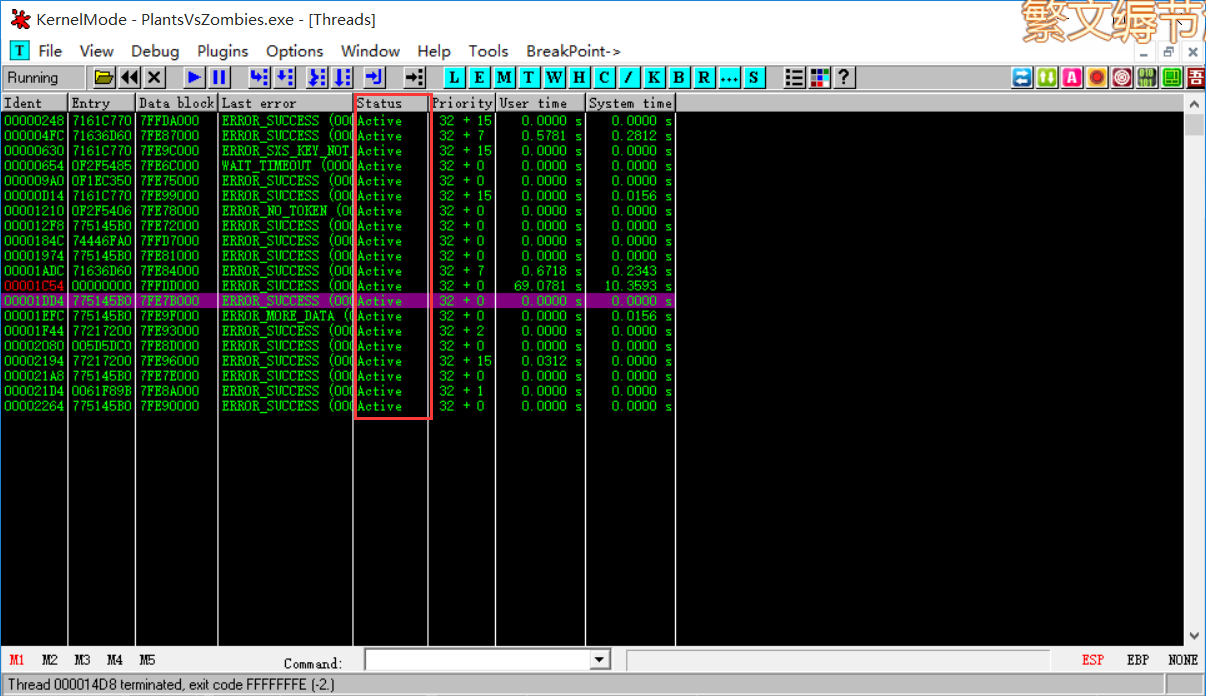 KernelMode - PlantsVsZombies.exe - [Threads]
繁文缛节
T File View Debug Plugins Options Window Help Tools BreakPoint->
Running L E M T W H C / K B R ... S ?
Ident Entry Data block Last error Status Priority User time System time
00000248 7161C770 7FFDA000 ERROR_SUCCESS (000 Active 32 + 15 0.0000 s 0.0000 s
000004FC 71636D60 7FE87000 ERROR_SUCCESS (000 Active 32 + 7 0.5781 s 0.2812 s
00000630 7161C770 7FE9C000 ERROR_SXS_KEY_NOT_ Active 32 + 15 0.0000 s 0.0000 s
00000654 0F2F5485 7FE6C000 WAIT_TIMEOUT (0000 Active 32 + 0 0.0000 s 0.0000 s
000009A0 0F1EC350 7FE75000 ERROR_SUCCESS (000 Active 32 + 0 0.0000 s 0.0000 s
00000D14 7161C770 7FE99000 ERROR_SUCCESS (000 Active 32 + 15 0.0000 s 0.0156 s
00001210 0F2F5406 7FE78000 ERROR_NO_TOKEN (00 Active 32 + 0 0.0000 s 0.0000 s
000012F8 775145B0 7FE72000 ERROR_SUCCESS (000 Active 32 + 0 0.0000 s 0.0000 s
0000184C 74446FA0 7FFD7000 ERROR_SUCCESS (000 Active 32 + 0 0.0000 s 0.0000 s
00001974 775145B0 7FE81000 ERROR_SUCCESS (000 Active 32 + 0 0.0000 s 0.0000 s
00001ADC 71636D60 7FE84000 ERROR_SUCCESS (000 Active 32 + 7 0.6718 s 0.2343 s
00001C54 00000000 7FFDD000 ERROR_SUCCESS (000 Active 32 + 0 69.0781 s 10.3593 s
00001DD4 775145B0 7FE7B000 ERROR_SUCCESS (000 Active 32 + 0 0.0000 s 0.0000 s
00001EFC 775145B0 7FE9F000 ERROR_MORE_DATA (0 Active 32 + 0 0.0000 s 0.0156 s
00001F44 77217200 7FE93000 ERROR_SUCCESS (000 Active 32 + 2 0.0000 s 0.0000 s
00002080 005D5DC0 7FE8D000 ERROR_SUCCESS (000 Active 32 + 0 0.0000 s 0.0000 s
00002194 77217200 7FE96000 ERROR_SUCCESS (000 Active 32 + 15 0.0312 s 0.0000 s
000021A8 775145B0 7FE7E000 ERROR_SUCCESS (000 Active 32 + 0 0.0000 s 0.0000 s
000021D4 0061F89B 7FE8A000 ERROR_SUCCESS (000 Active 32 + 1 0.0000 s 0.0000 s
00002264 775145B0 7FE90000 ERROR_SUCCESS (000 Active 32 + 0 0.0000 s 0.0000 s
M1 M2 M3 M4 M5 Command: ESP EBP NONE
Thread 000014D8 terminated, exit code FFFFFFFE (-2.)